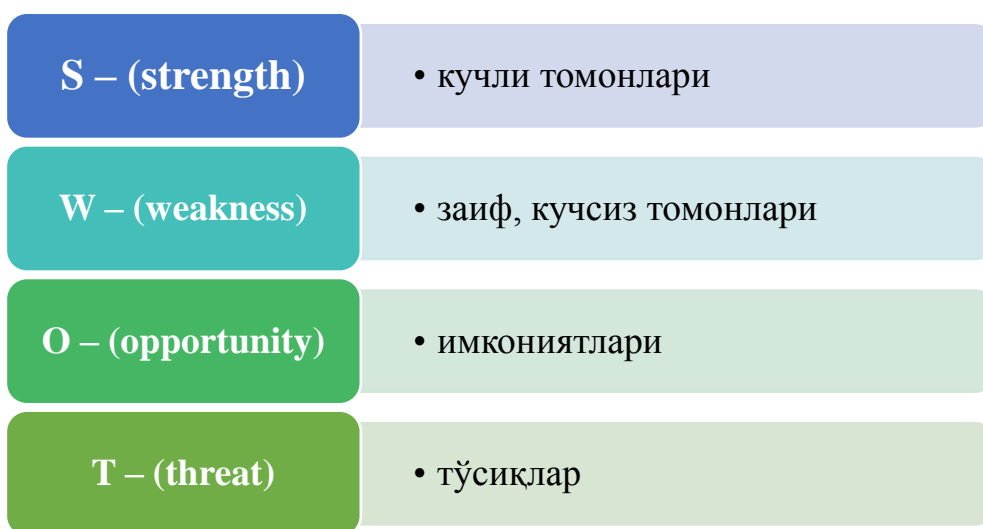 S – (strength)
• кучли томонлари
W – (weakness)
• заиф, кучсиз томонлари
O – (opportunity)
• имкониятлари
T – (threat)
• тўсиқлар